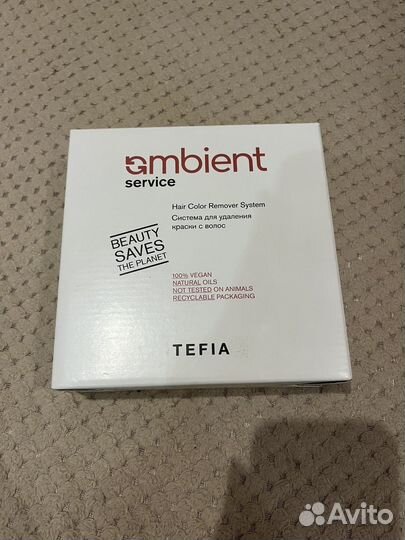 ambient
service
Hair Color Remover System
Система для удаления
краски с волос
BEAUTY
SAVES
THE PLANET
100% VEGAN
NATURAL OILS
NOT TESTED ON ANIMALS
RECYCLABLE PACKAGING
TEFIA
Avito